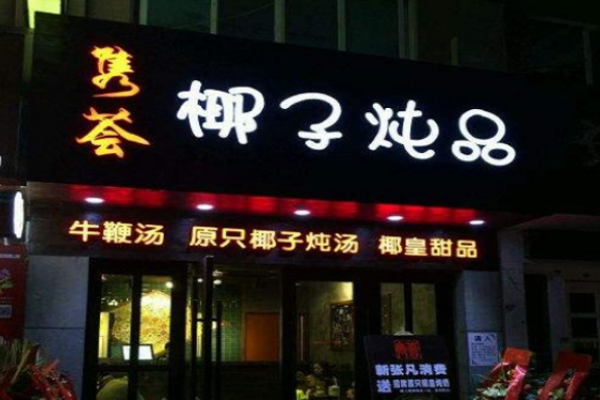 隽荟
椰子炖品
牛鞭汤 原只椰子炖汤 椰皇甜品
新张凡消费
送